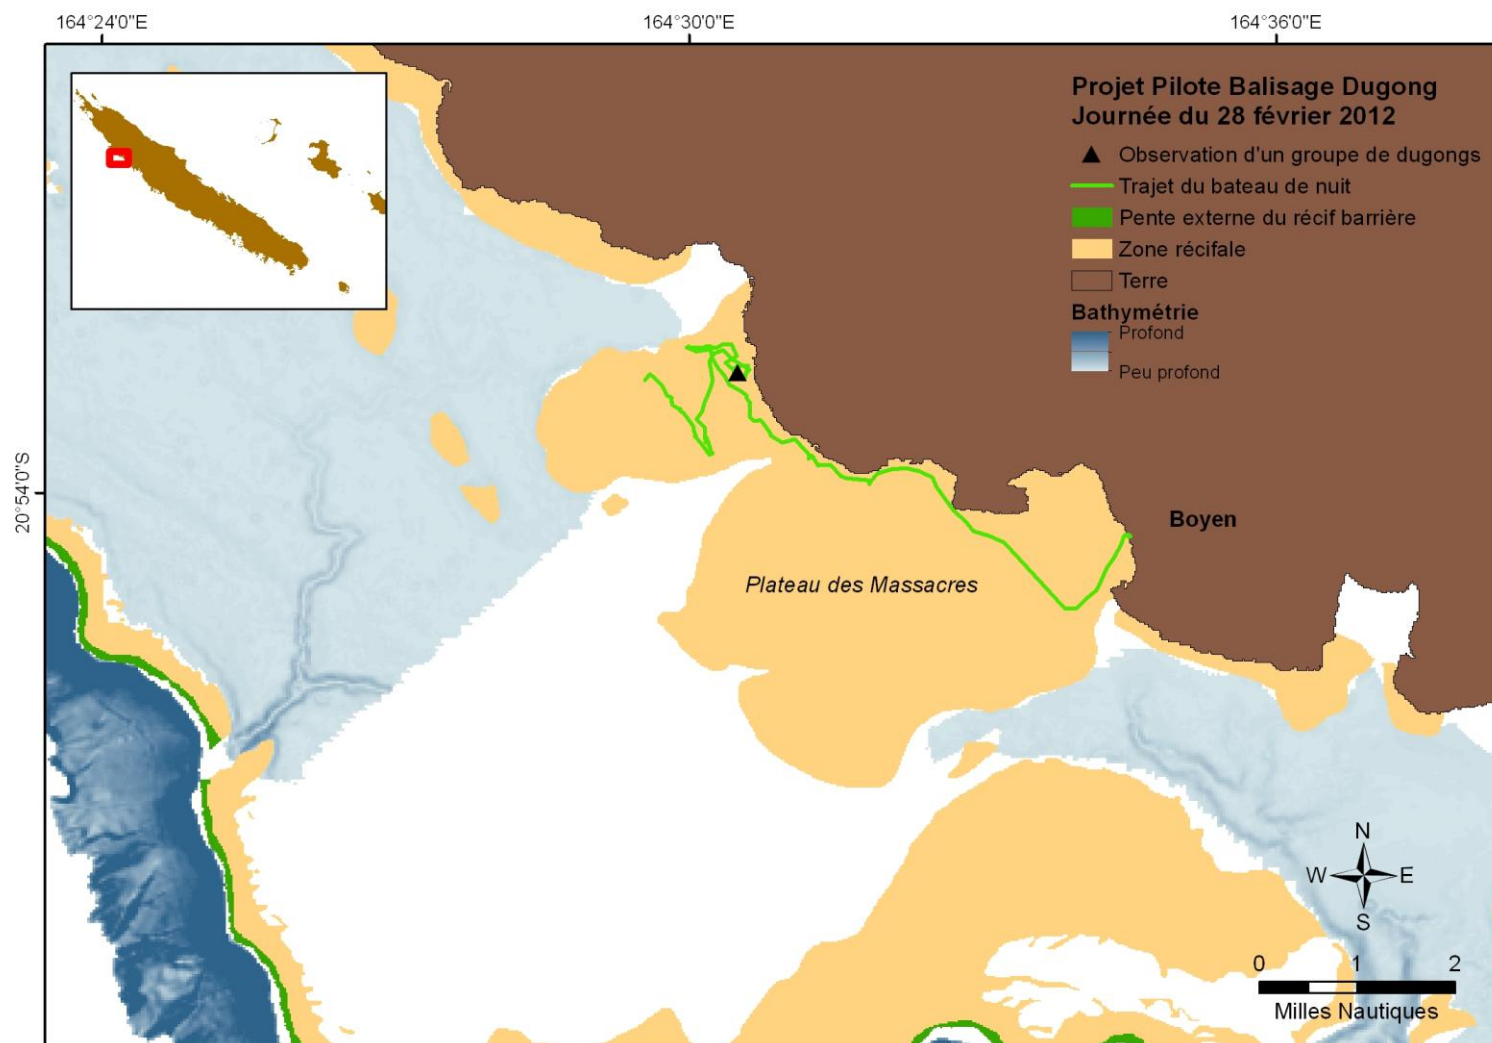 164°24'0"E
164°30'0"E
164°36'0"E
Projet Pilote Balisage Dugong
Journée du 28 février 2012
Observation d'un groupe de dugongs
Trajet du bateau de nuit
Pente externe du récif barrière
Zone récifale
Terre
Bathymétrie
Profond
Peu profond
20°54'0"S
Boyen
Plateau des Massacres
N
W
E
S
0 1 2
Milles Nautiques